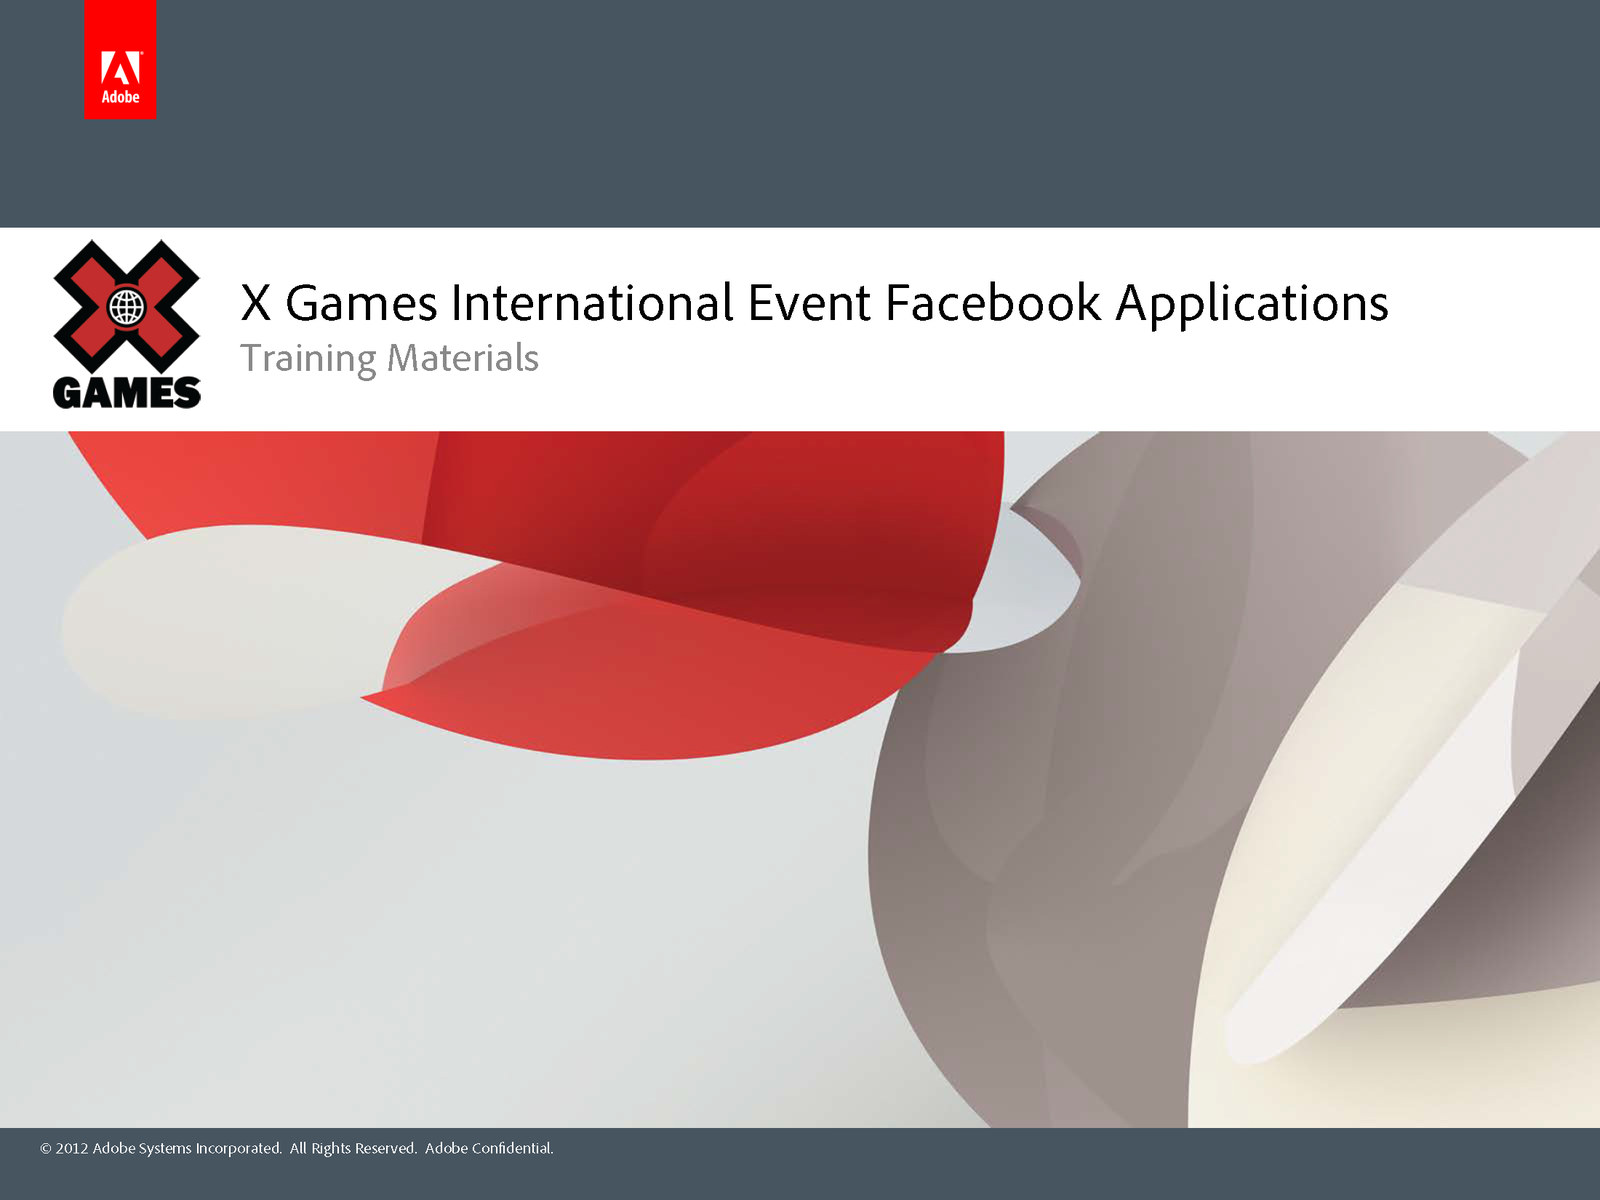 Adobe
X Games International Event Facebook Applications
Training Materials
GAMES
© 2012 Adobe Systems Incorporated. All Rights Reserved. Adobe Confidential.